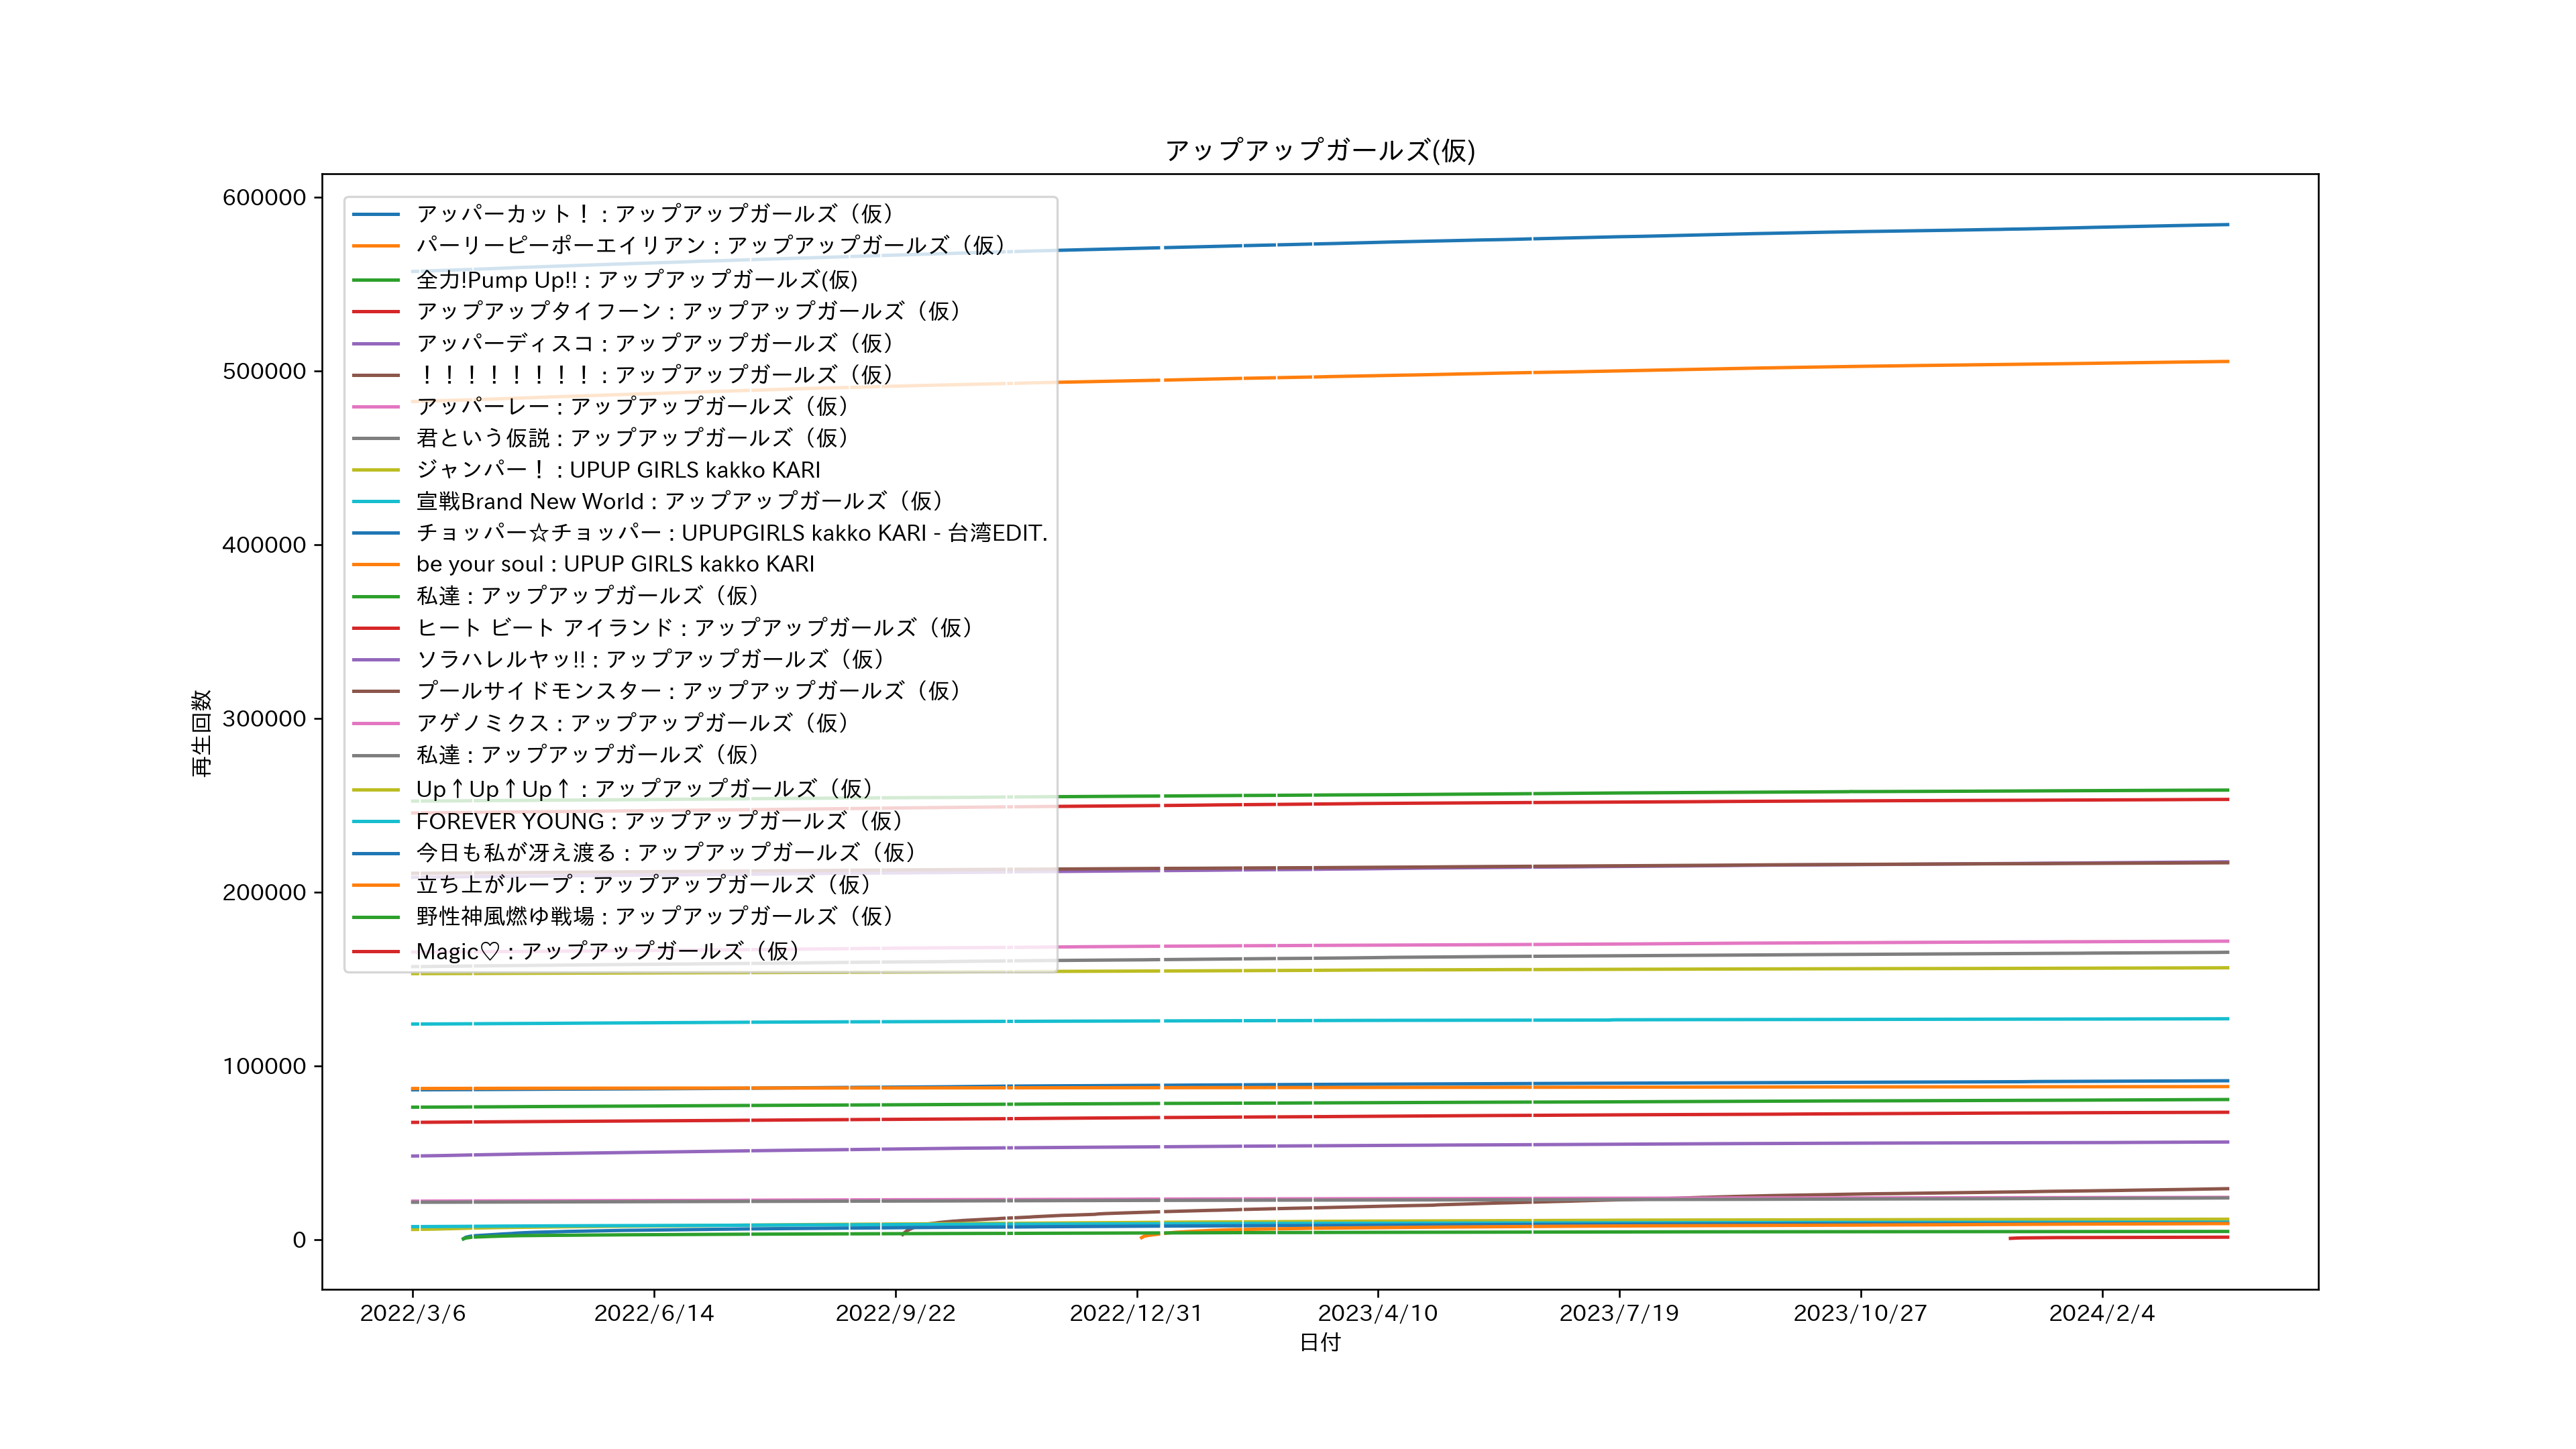 アップアップガールズ(仮)
600000
500000
400000
300000
200000
100000
0
再生回数
アッパーカット！ : アップアップガールズ（仮）
パーリーピーポーエイリアン : アップアップガールズ（仮）
全力!Pump Up!! : アップアップガールズ(仮)
アップアップタイフーン : アップアップガールズ（仮）
アッパーディスコ : アップアップガールズ（仮）
！！！！！！！！ : アップアップガールズ（仮）
アッパーレー : アップアップガールズ（仮）
君という仮説 : アップアップガールズ（仮）
ジャンパー！ : UPUP GIRLS kakko KARI
宣戦Brand New World : アップアップガールズ（仮）
チョッパー☆チョッパー : UPUPGIRLS kakko KARI - 台湾EDIT.
be your soul : UPUP GIRLS kakko KARI
私達 : アップアップガールズ（仮）
ヒート ビート アイランド : アップアップガールズ（仮）
ソラハレルヤッ!! : アップアップガールズ（仮）
プールサイドモンスター : アップアップガールズ（仮）
アゲノミクス : アップアップガールズ（仮）
私達 : アップアップガールズ（仮）
Up↑Up↑Up↑ : アップアップガールズ（仮）
FOREVER YOUNG : アップアップガールズ（仮）
今日も私が冴え渡る : アップアップガールズ（仮）
立ち上がループ : アップアップガールズ（仮）
野性神風燃ゆ戦場 : アップアップガールズ（仮）
Magic♡ : アップアップガールズ（仮）
2022/3/6 2022/6/14 2022/9/22 2022/12/31 2023/4/10 2023/7/19 2023/10/27 2024/2/4
日付